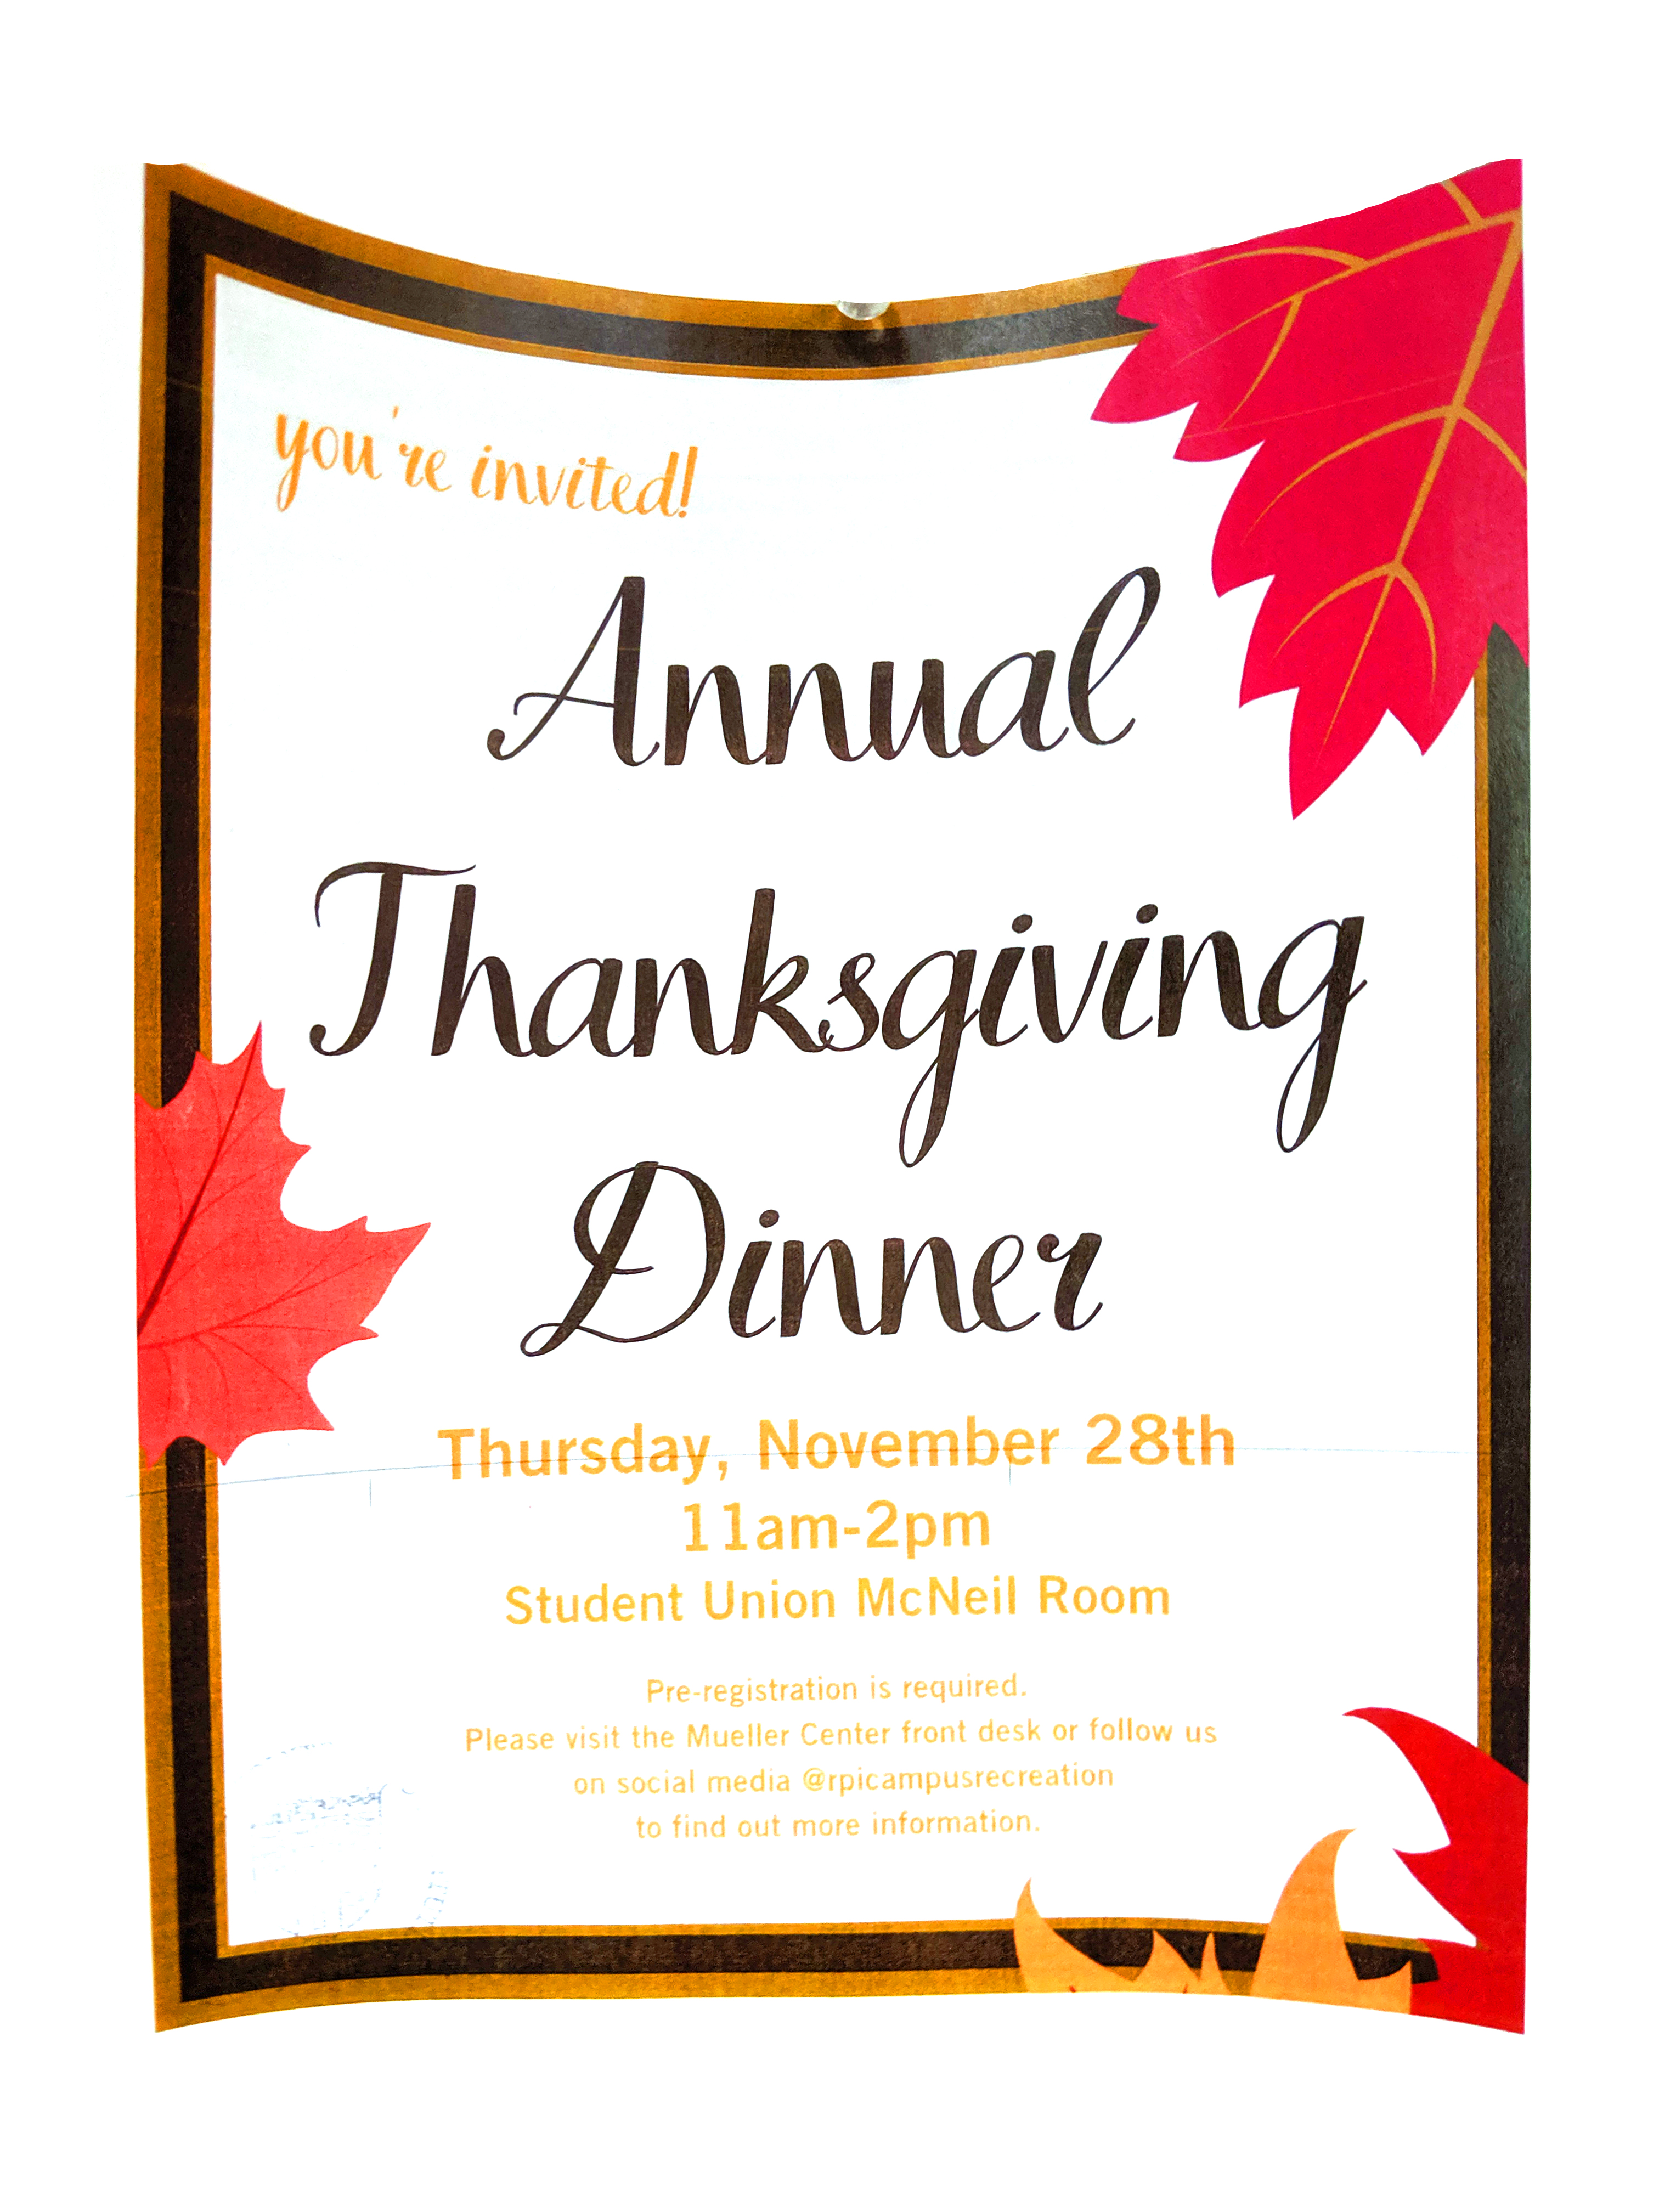 you're invited!
Annual
Thanksgiving
Dinner
Thursday, November 28th
11am-2pm
Student Union McNeil Room
Pre-registration is required.
Please visit the Mueller Center front desk or follow us
on social media @rpicampusrecreation
to find out more information.